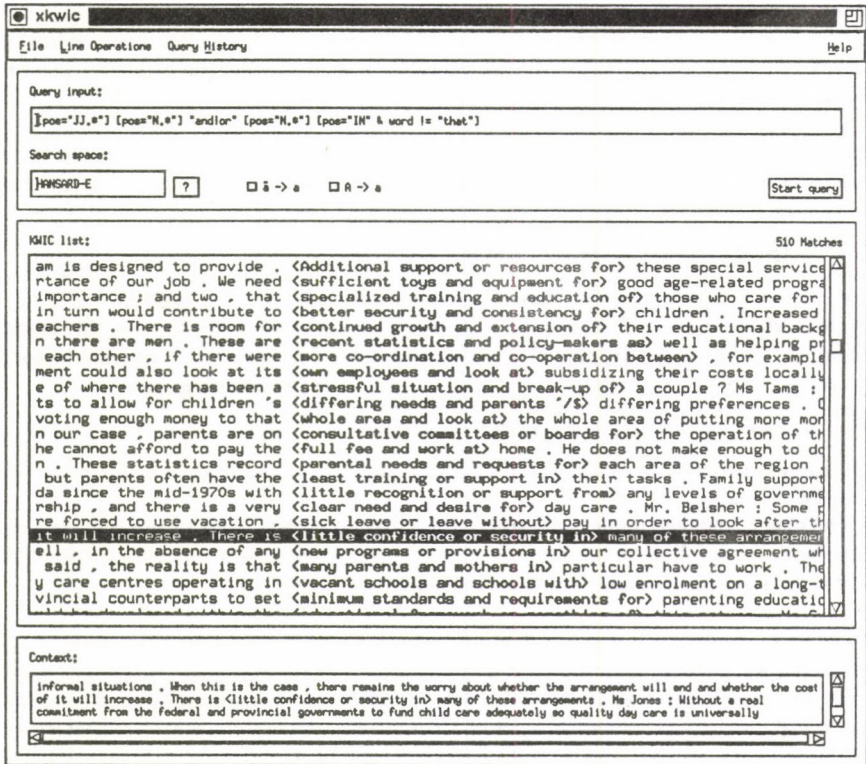 xkwic
File Line Operations Query History Help
Query input:
[pos="JJ.*"] [pos="N.*"] "and|or" [pos="N.*"] [pos="IN" & word != "that"]
Search space:
HANSARD-E ? ä -> a A -> a Start query
KWIC list: 510 Matches
am is designed to provide . <Additional support or resources for> these special service
rtance of our job . We need <sufficient toys and equipment for> good age-related progra
importance ; and two , that <specialized training and education of> those who care for
in turn would contribute to <better security and consistency for> children . Increased
eachers . There is room for <continued growth and extension of> their educational backg
n there are men . These are <recent statistics and policy-makers as> well as helping pr
each other , if there were <more co-ordination and co-operation between> , for example
ment could also look at its <own employees and look at> subsidizing their costs locally
e of where there has been a <stressful situation and break-up of> a couple ? Ms Tams :
ts to allow for children 's <differing needs and parents '/$> differing preferences .
voting enough money to that <whole area and look at> the whole area of putting more mon
n our case , parents are on <consultative committees or boards for> the operation of th
he cannot afford to pay the <full fee and work at> home . He does not make enough to do
n . These statistics record <parental needs and requests for> each area of the region .
but parents often have the <least training or support in> their tasks . Family support
da since the mid-1970s with <little recognition or support from> any levels of governme
rship , and there is a very <clear need and desire for> day care . Mr. Belsher : Some p
re forced to use vacation , <sick leave or leave without> pay in order to look after th
it will increase . There is <little confidence or security in> many of these arrangemen
ell , in the absence of any <new programs or provisions in> our collective agreement wh
said , the reality is that <many parents and mothers in> particular have to work . The
y care centres operating in <vacant schools and schools with> low enrolment on a long-t
vincial counterparts to set <minimum standards and requirements for> parenting educatio
Context:
informal situations . When this is the case , there remains the worry about whether the arrangement will end and whether the cost
of it will increase . There is <little confidence or security in> many of these arrangements . Ms Jones : Without a real
commitment from the federal and provincial governments to fund child care adequately so quality day care is universally